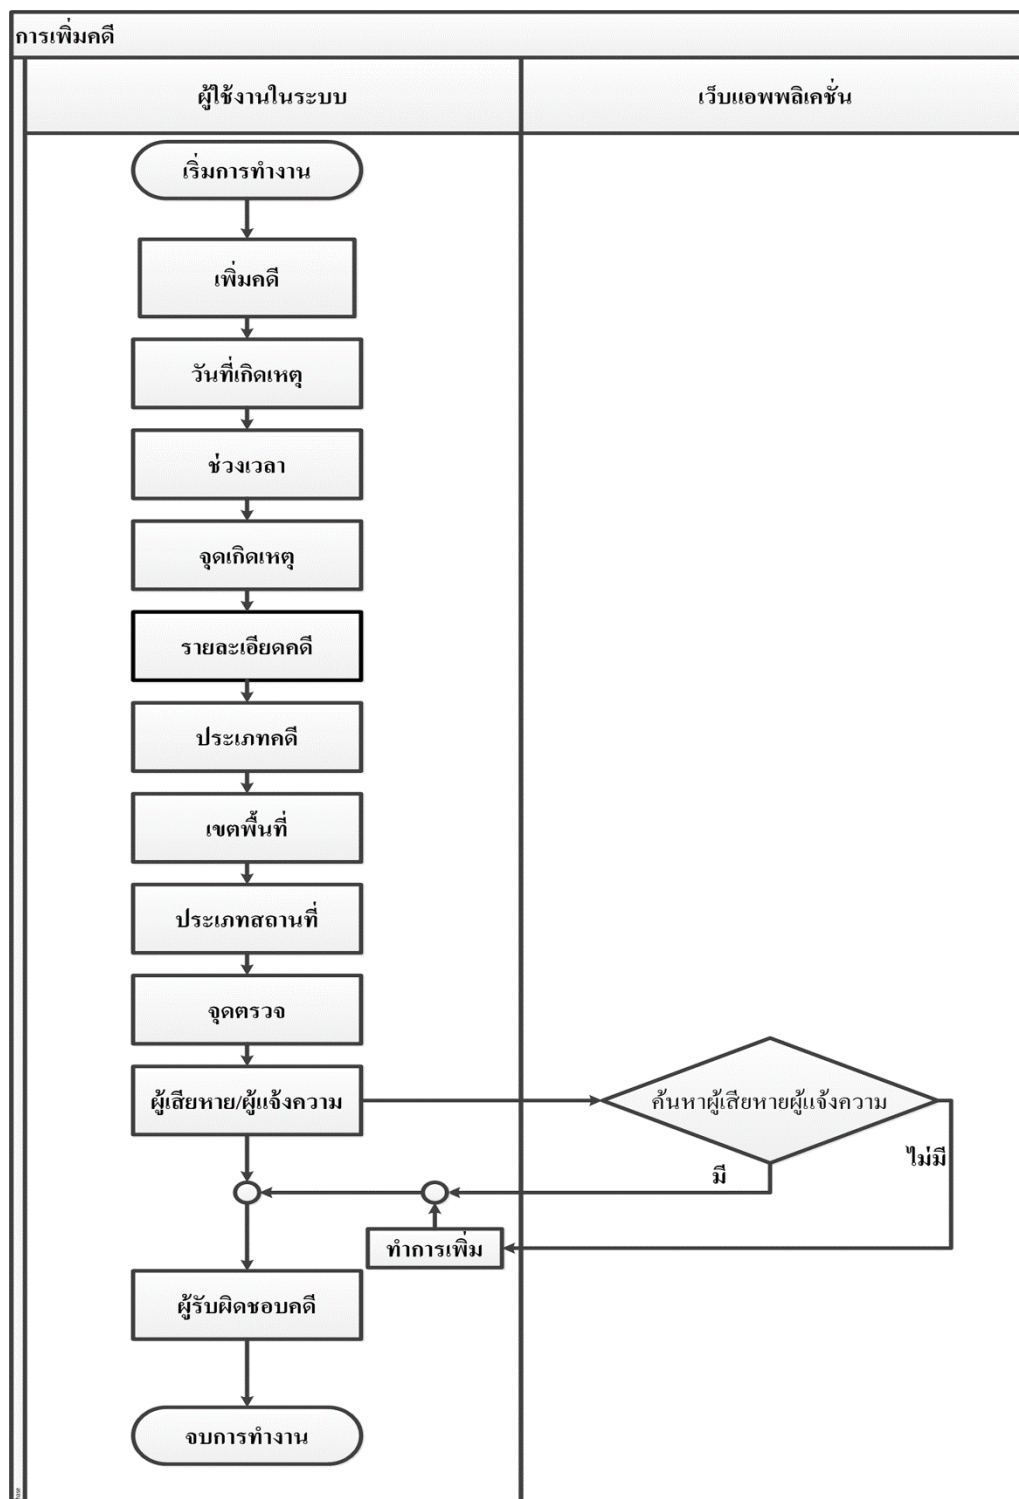 การเพิ่มคดี
ผู้ใช้งานในระบบ
เว็บแอพพลิเคชั่น
เริ่มการทำงาน
เพิ่มคดี
วันที่เกิดเหตุ
ช่วงเวลา
จุดเกิดเหตุ
รายละเอียดคดี
ประเภทคดี
เขตพื้นที่
ประเภทสถานที่
จุดตรวจ
ผู้เสียหาย/ผู้แจ้งความ
ค้นหาผู้เสียหายผู้แจ้งความ
มี
ไม่มี
ทำการเพิ่ม
ผู้รับผิดชอบคดี
จบการทำงาน